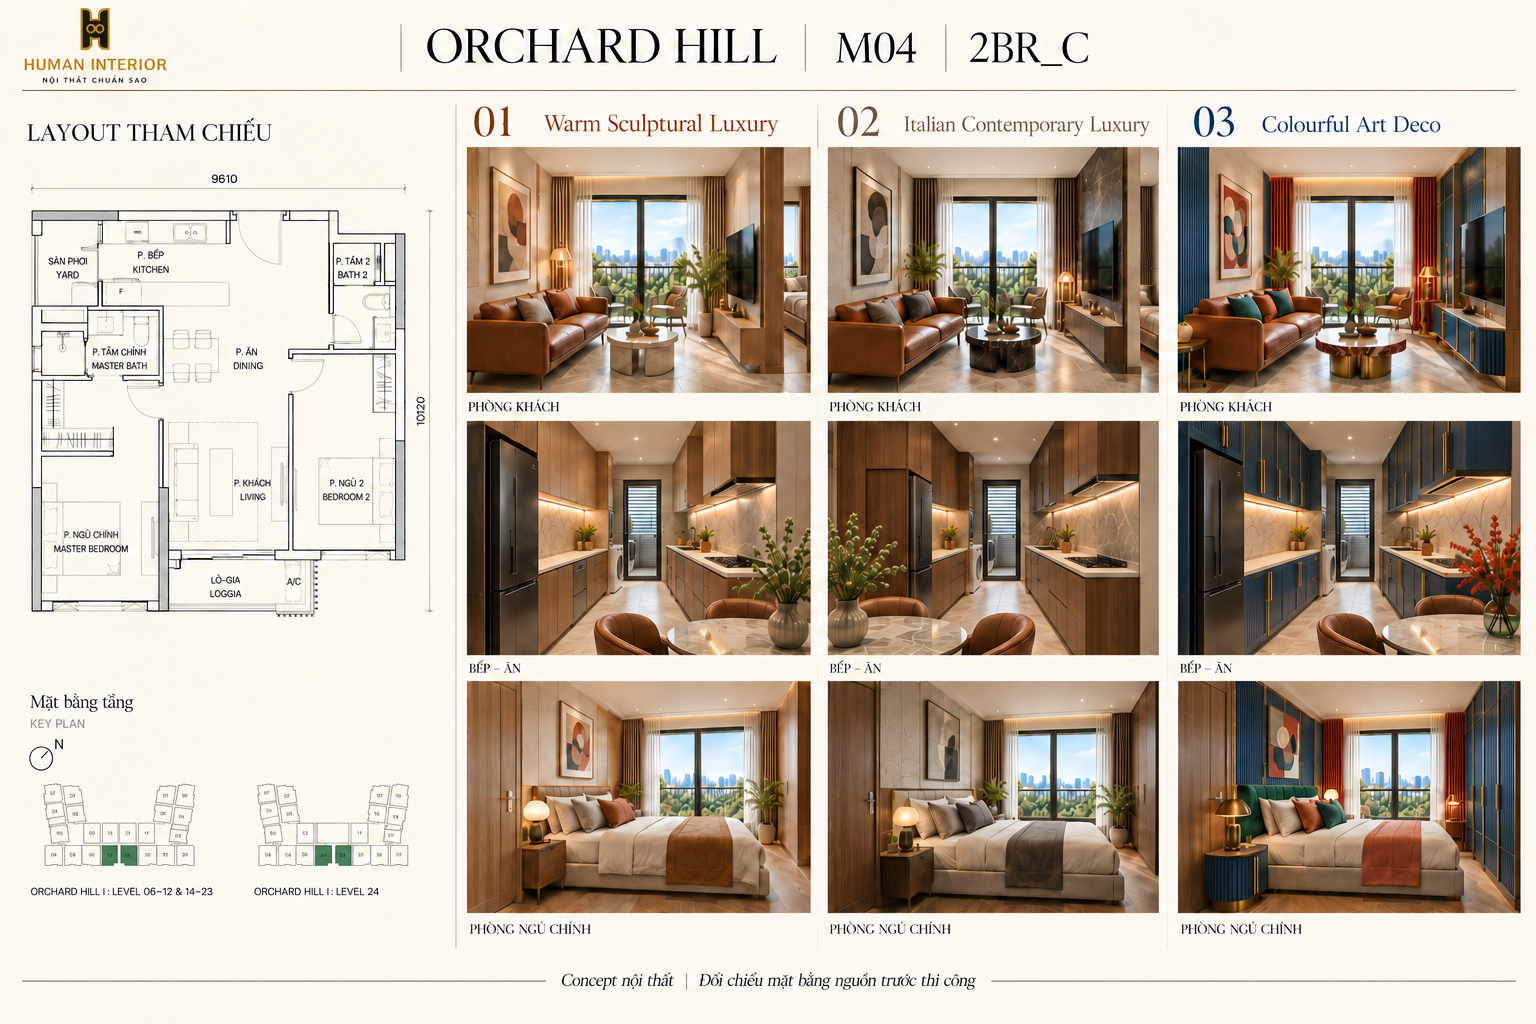 HUMAN INTERIOR
NỘI THẤT CHUẨN SAO
ORCHARD HILL
M04
2BR_C
LAYOUT THAM CHIẾU
9610
10120
SÂN PHƠI
YARD
P. BẾP
KITCHEN
F
P. TẮM 2
BATH 2
P. TẮM CHÍNH
MASTER BATH
P. ĂN
DINING
P. KHÁCH
LIVING
P. NGỦ 2
BEDROOM 2
P. NGỦ CHÍNH
MASTER BEDROOM
LÔ-GIA
LOGGIA
A/C
Mặt bằng tầng
KEY PLAN
N
ORCHARD HILL I : LEVEL 06–12 & 14–23
ORCHARD HILL I : LEVEL 24
01 Warm Sculptural Luxury
PHÒNG KHÁCH
BẾP – ĂN
PHÒNG NGỦ CHÍNH
02 Italian Contemporary Luxury
PHÒNG KHÁCH
BẾP – ĂN
PHÒNG NGỦ CHÍNH
03 Colourful Art Deco
PHÒNG KHÁCH
BẾP – ĂN
PHÒNG NGỦ CHÍNH
Concept nội thất | Đối chiếu mặt bằng nguồn trước thi công